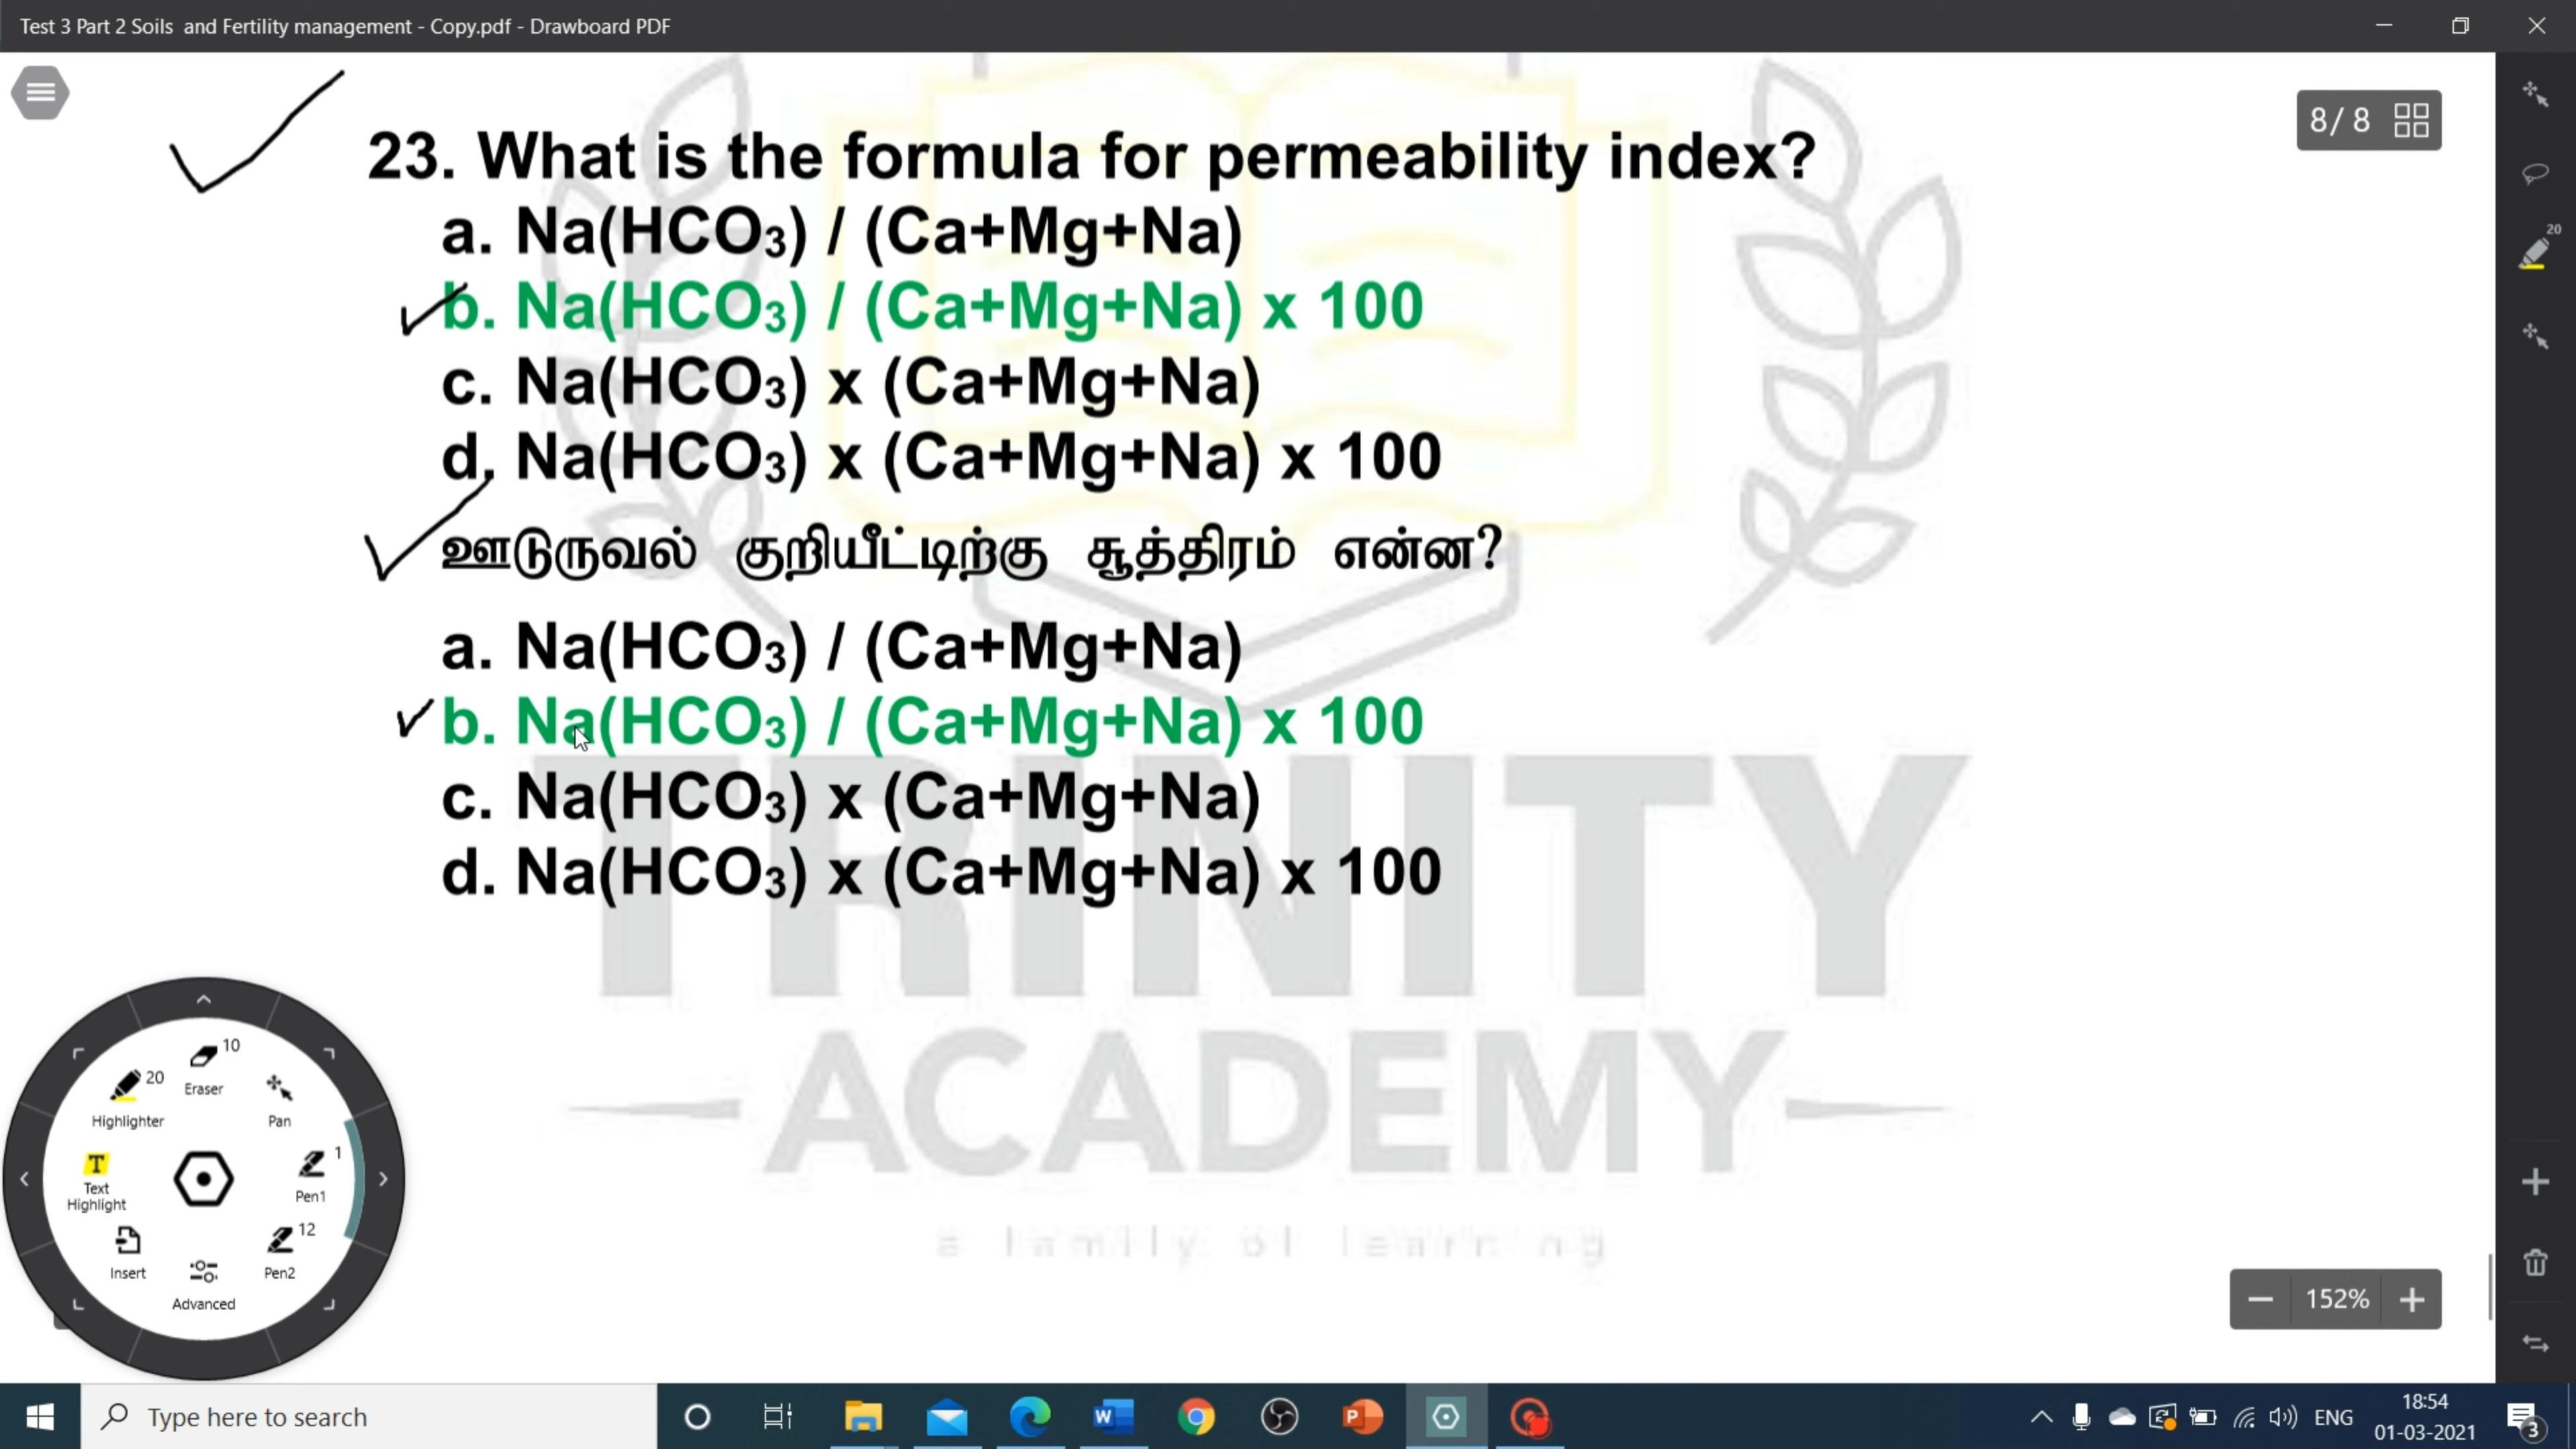 Test 3 Part 2 Soils and Fertility management - Copy.pdf - Drawboard PDF
8/ 8
20
23. What is the formula for permeability index?
a. Na(HCO₃) / (Ca+Mg+Na)
b. Na(HCO₃) / (Ca+Mg+Na) x 100
c. Na(HCO₃) x (Ca+Mg+Na)
d. Na(HCO₃) x (Ca+Mg+Na) x 100
ஊடுருவல் குறியீட்டிற்கு சூத்திரம் என்ன?
a. Na(HCO₃) / (Ca+Mg+Na)
b. Na(HCO₃) / (Ca+Mg+Na) x 100
c. Na(HCO₃) x (Ca+Mg+Na)
d. Na(HCO₃) x (Ca+Mg+Na) x 100
TRINITY
ACADEMY
a family of learning
10
Eraser
20
Highlighter
Pan
T
Text
Highlight
1
Pen1
12
Pen2
Insert
Advanced
152%
Type here to search
W
P
ENG
18:54
01-03-2021
3